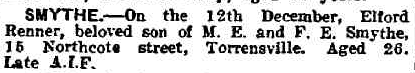 SMYTHE.—On the 12th December, Elford
Renner, beloved son of M. E. and F. E. Smythe,
15 Northcote street, Torrensville. Aged 26.
Late A.I.F.